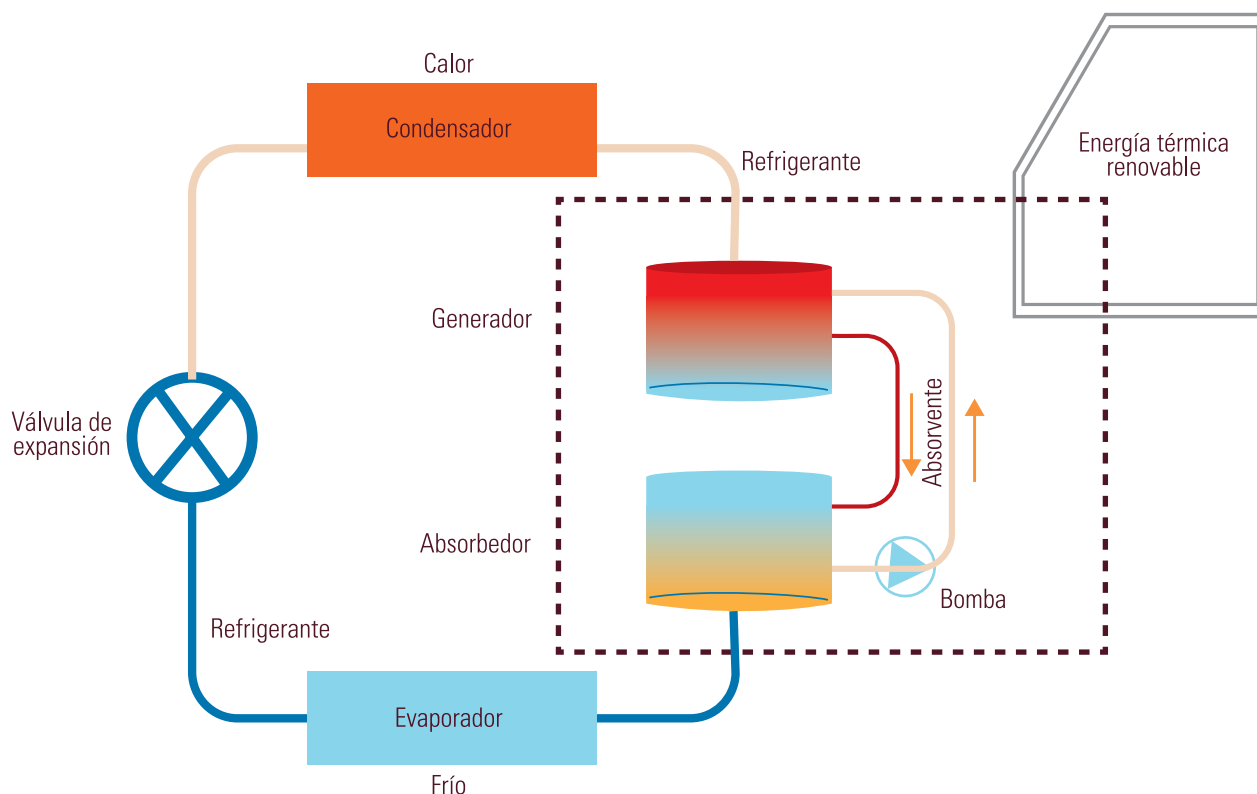 Calor
Condensador
Energía térmica
renovable
Refrigerante
Generador
Válvula de
expansión
Absorvente
Absorbedor
Bomba
Refrigerante
Evaporador
Frío